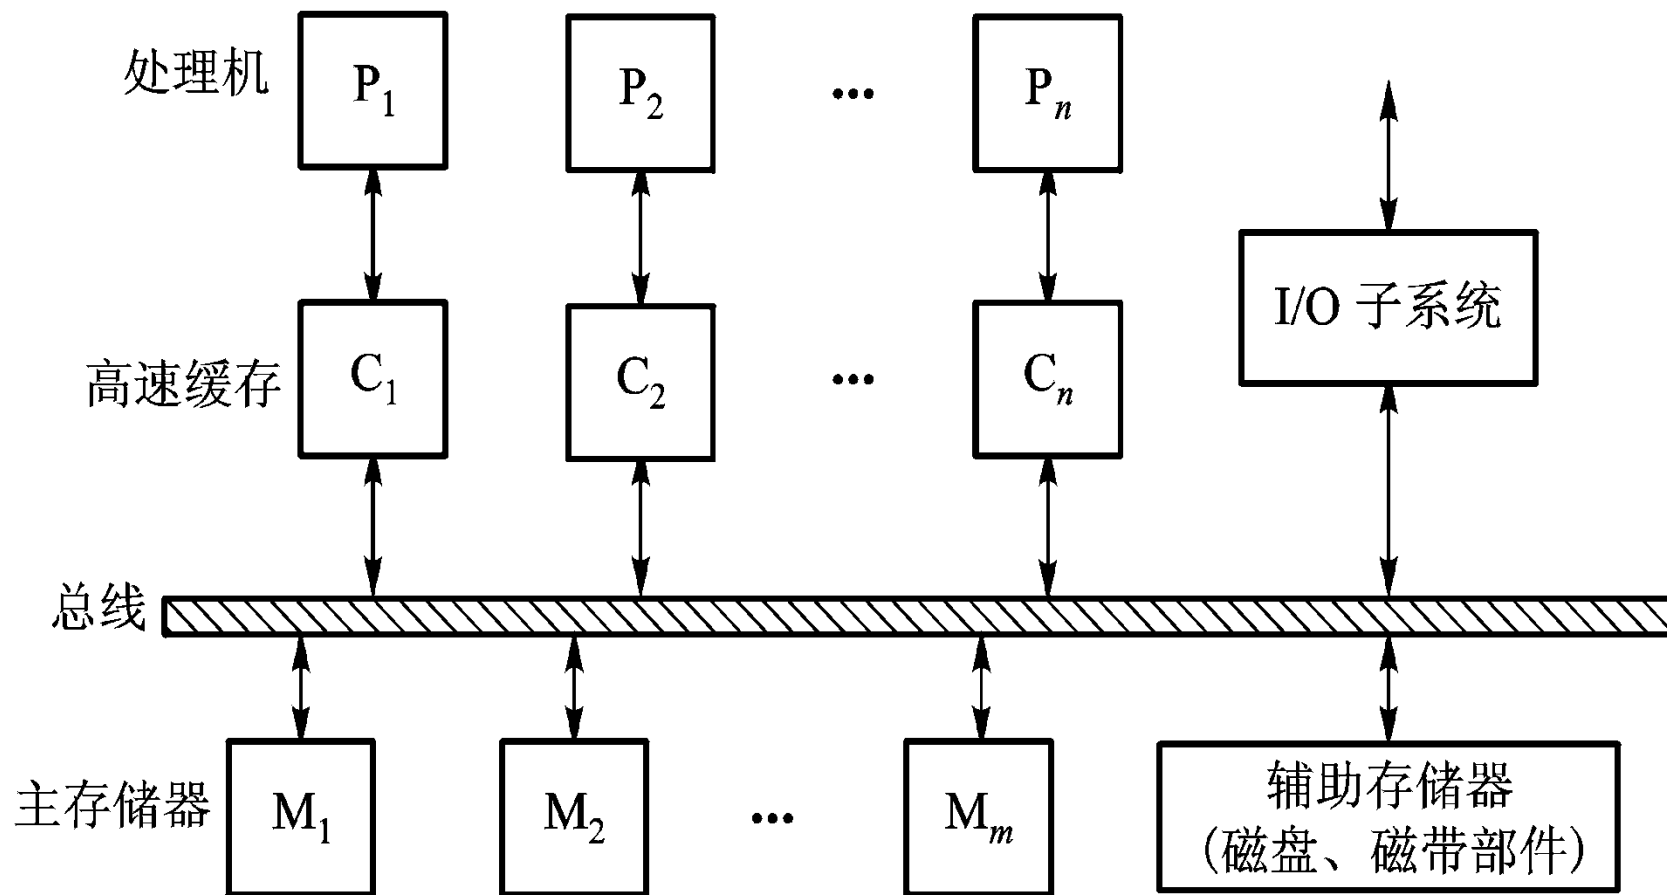 处理机 P₁ P₂ ··· Pₙ
I/O 子系统
高速缓存 C₁ C₂ ··· Cₙ
总线
主存储器 M₁ M₂ ··· Mₘ
辅助存储器
(磁盘、磁带部件)